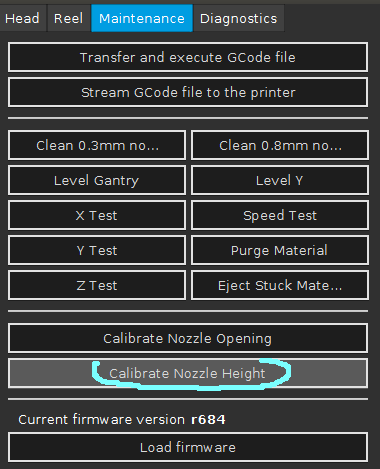 Head Reel Maintenance Diagnostics
Transfer and execute GCode file
Stream GCode file to the printer
Clean 0.3mm no... Clean 0.8mm no...
Level Gantry Level Y
X Test Speed Test
Y Test Purge Material
Z Test Eject Stuck Mate...
Calibrate Nozzle Opening
Calibrate Nozzle Height
Current firmware version r684
Load firmware